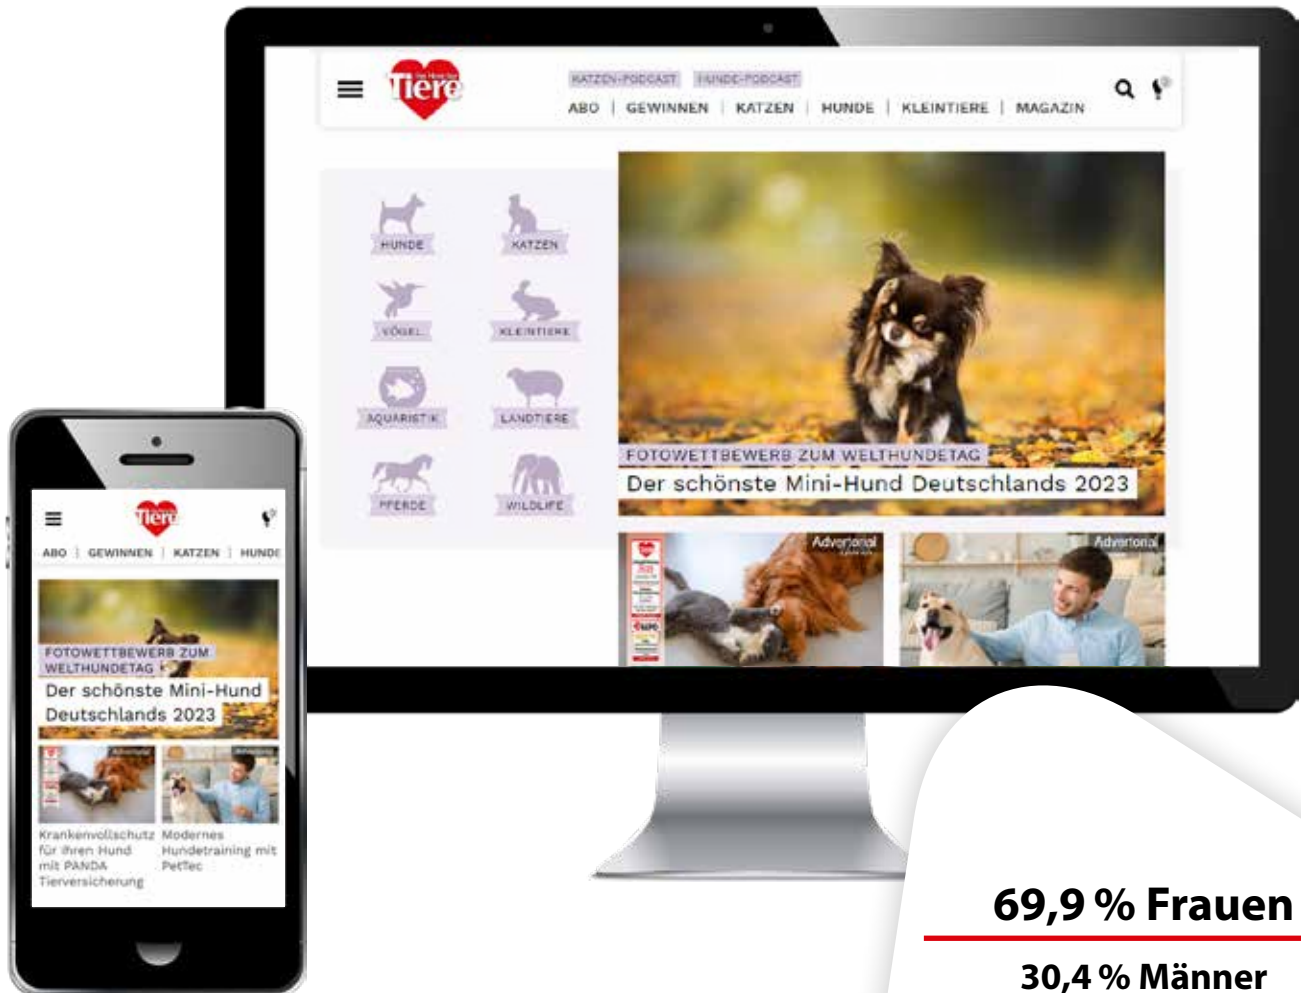 Tiere
KATZEN-PODCAST HUNDE-PODCAST
ABO | GEWINNEN | KATZEN | HUNDE | KLEINTIERE | MAGAZIN
HUNDE
KATZEN
VÖGEL
KLEINTIERE
AQUARISTIK
LANDTIERE
PFERDE
WILDLIFE
FOTOWETTBEWERB ZUM WELTHUNDETAG
Der schönste Mini-Hund Deutschlands 2023
Advertorial
Advertorial
Tiere
ABO | GEWINNEN | KATZEN | HUNDE
FOTOWETTBEWERB ZUM
WELTHUNDETAG
Der schönste Mini-Hund
Deutschlands 2023
Advertorial
Advertorial
Krankenvollschutz
für Ihren Hund
mit PANDA
Tierversicherung
Modernes
Hundetraining mit
PetTec
69,9 % Frauen
30,4 % Männer